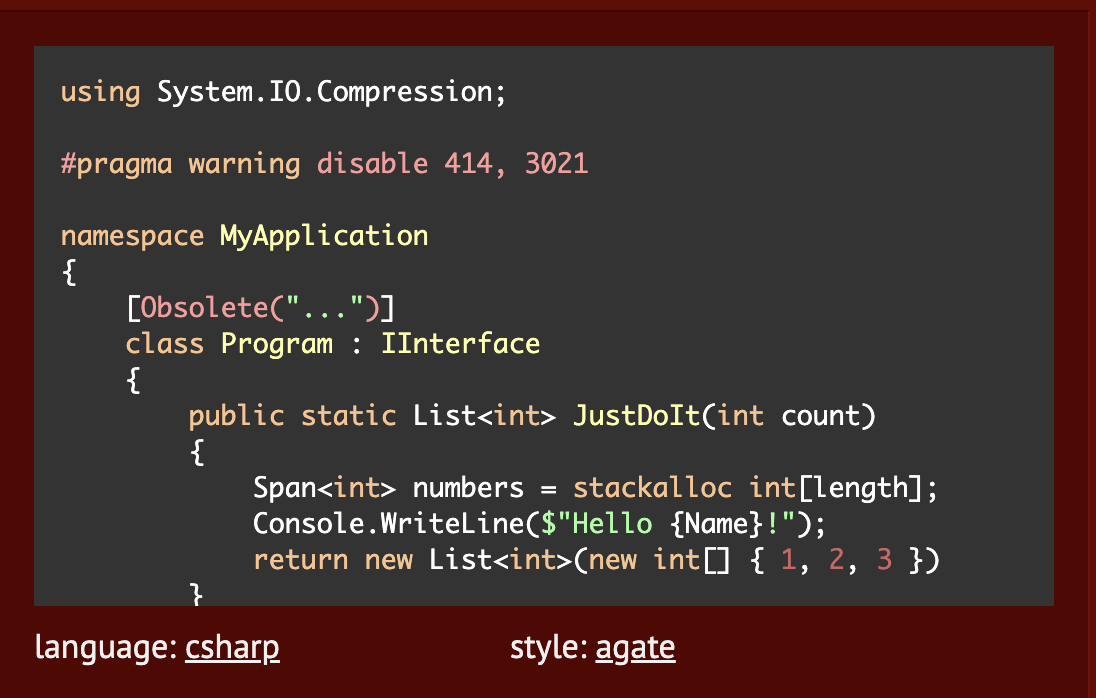 using System.IO.Compression;

#pragma warning disable 414, 3021

namespace MyApplication
{
    [Obsolete("...")]
    class Program : IInterface
    {
        public static List<int> JustDoIt(int count)
        {
            Span<int> numbers = stackalloc int[length];
            Console.WriteLine($"Hello {Name}!");
            return new List<int>(new int[] { 1, 2, 3 })
        }
language: csharp style: agate